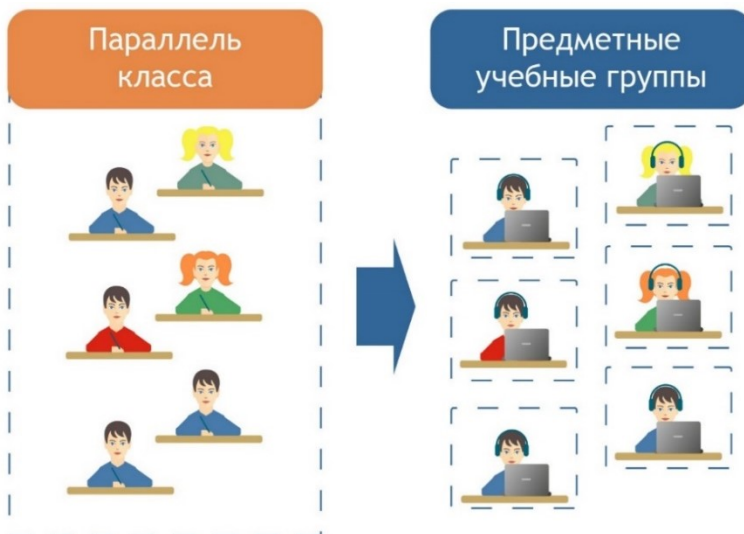 Параллель
класса
Предметные
учебные группы